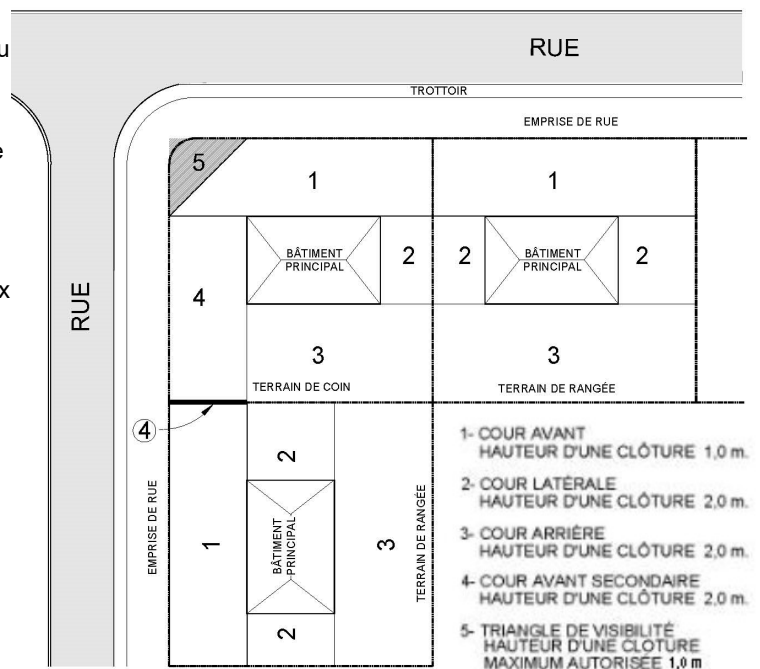 u
e
x
RUE
TROTTOIR
EMPRISE DE RUE
5
1
1
BÂTIMENT
PRINCIPAL
2
2
BÂTIMENT
PRINCIPAL
2
RUE
4
3
TERRAIN DE COIN
3
TERRAIN DE RANGÉE
4
EMPRISE DE RUE
1
2
BÂTIMENT
PRINCIPAL
2
3
TERRAIN DE RANGÉE
1- COUR AVANT
HAUTEUR D'UNE CLÔTURE 1,0 m.
2- COUR LATÉRALE
HAUTEUR D'UNE CLÔTURE 2,0 m.
3- COUR ARRIÈRE
HAUTEUR D'UNE CLÔTURE 2,0 m.
4- COUR AVANT SECONDAIRE
HAUTEUR D'UNE CLÔTURE 2,0 m.
5- TRIANGLE DE VISIBILITÉ
HAUTEUR D'UNE CLOTURE
MAXIMUM AUTORISÉE 1,0 m